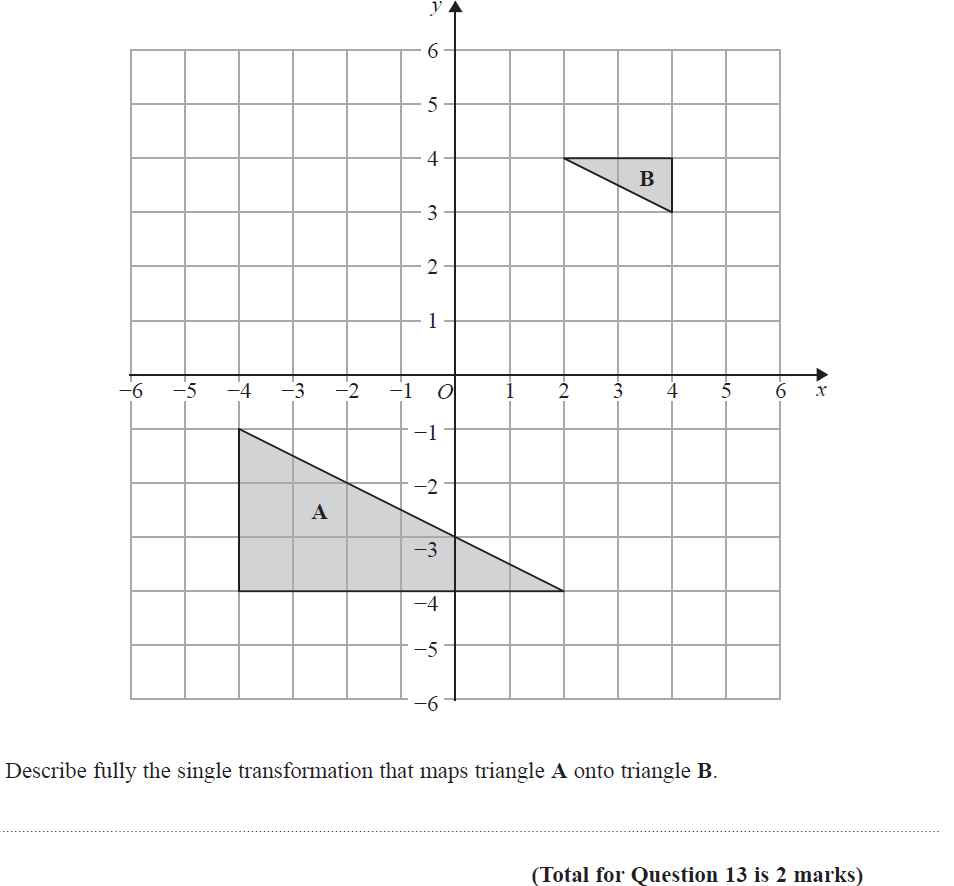 y
6
5
4
B
3
2
1
−6 −5 −4 −3 −2 −1 O 1 2 3 4 5 6 x
−1
−2
A
−3
−4
−5
−6
Describe fully the single transformation that maps triangle A onto triangle B.
(Total for Question 13 is 2 marks)